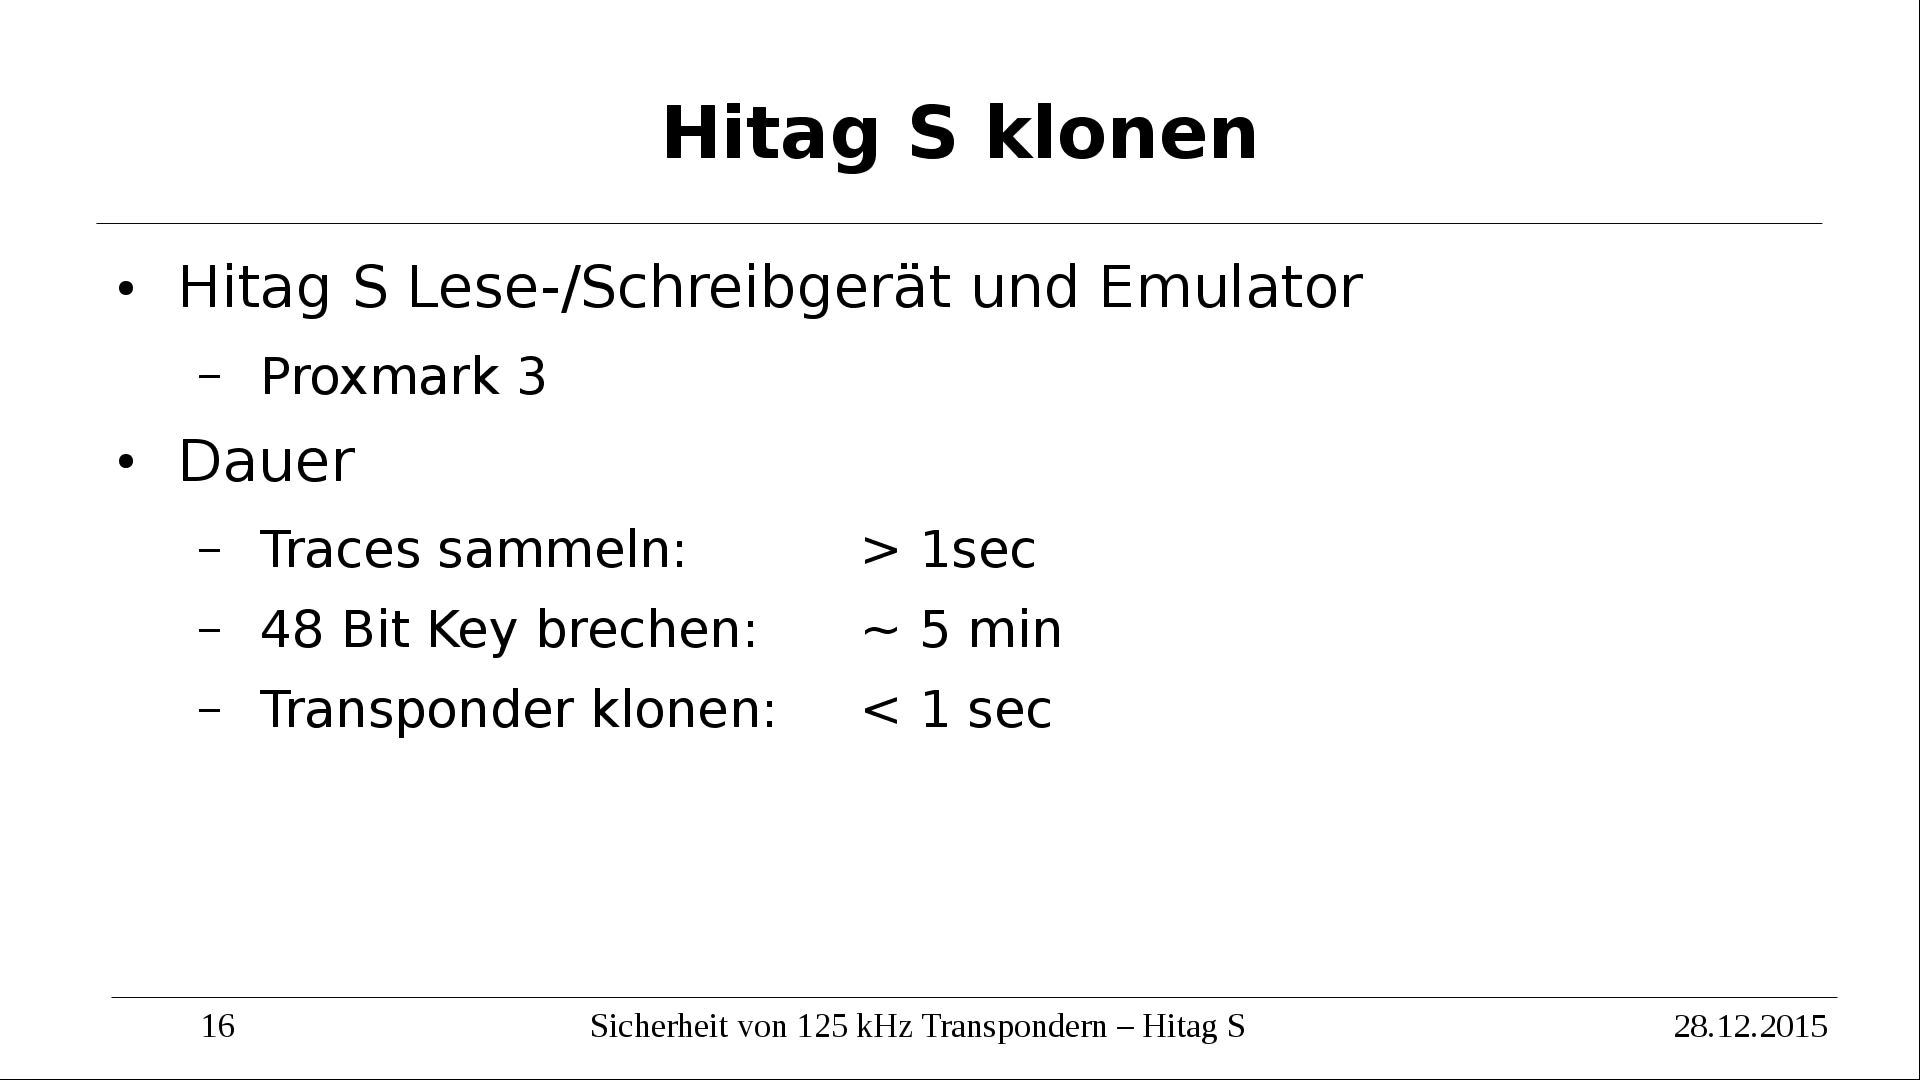 Hitag S klonen
• Hitag S Lese-/Schreibgerät und Emulator
– Proxmark 3
• Dauer
– Traces sammeln: > 1sec
– 48 Bit Key brechen: ~ 5 min
– Transponder klonen: < 1 sec
16 Sicherheit von 125 kHz Transpondern – Hitag S 28.12.2015